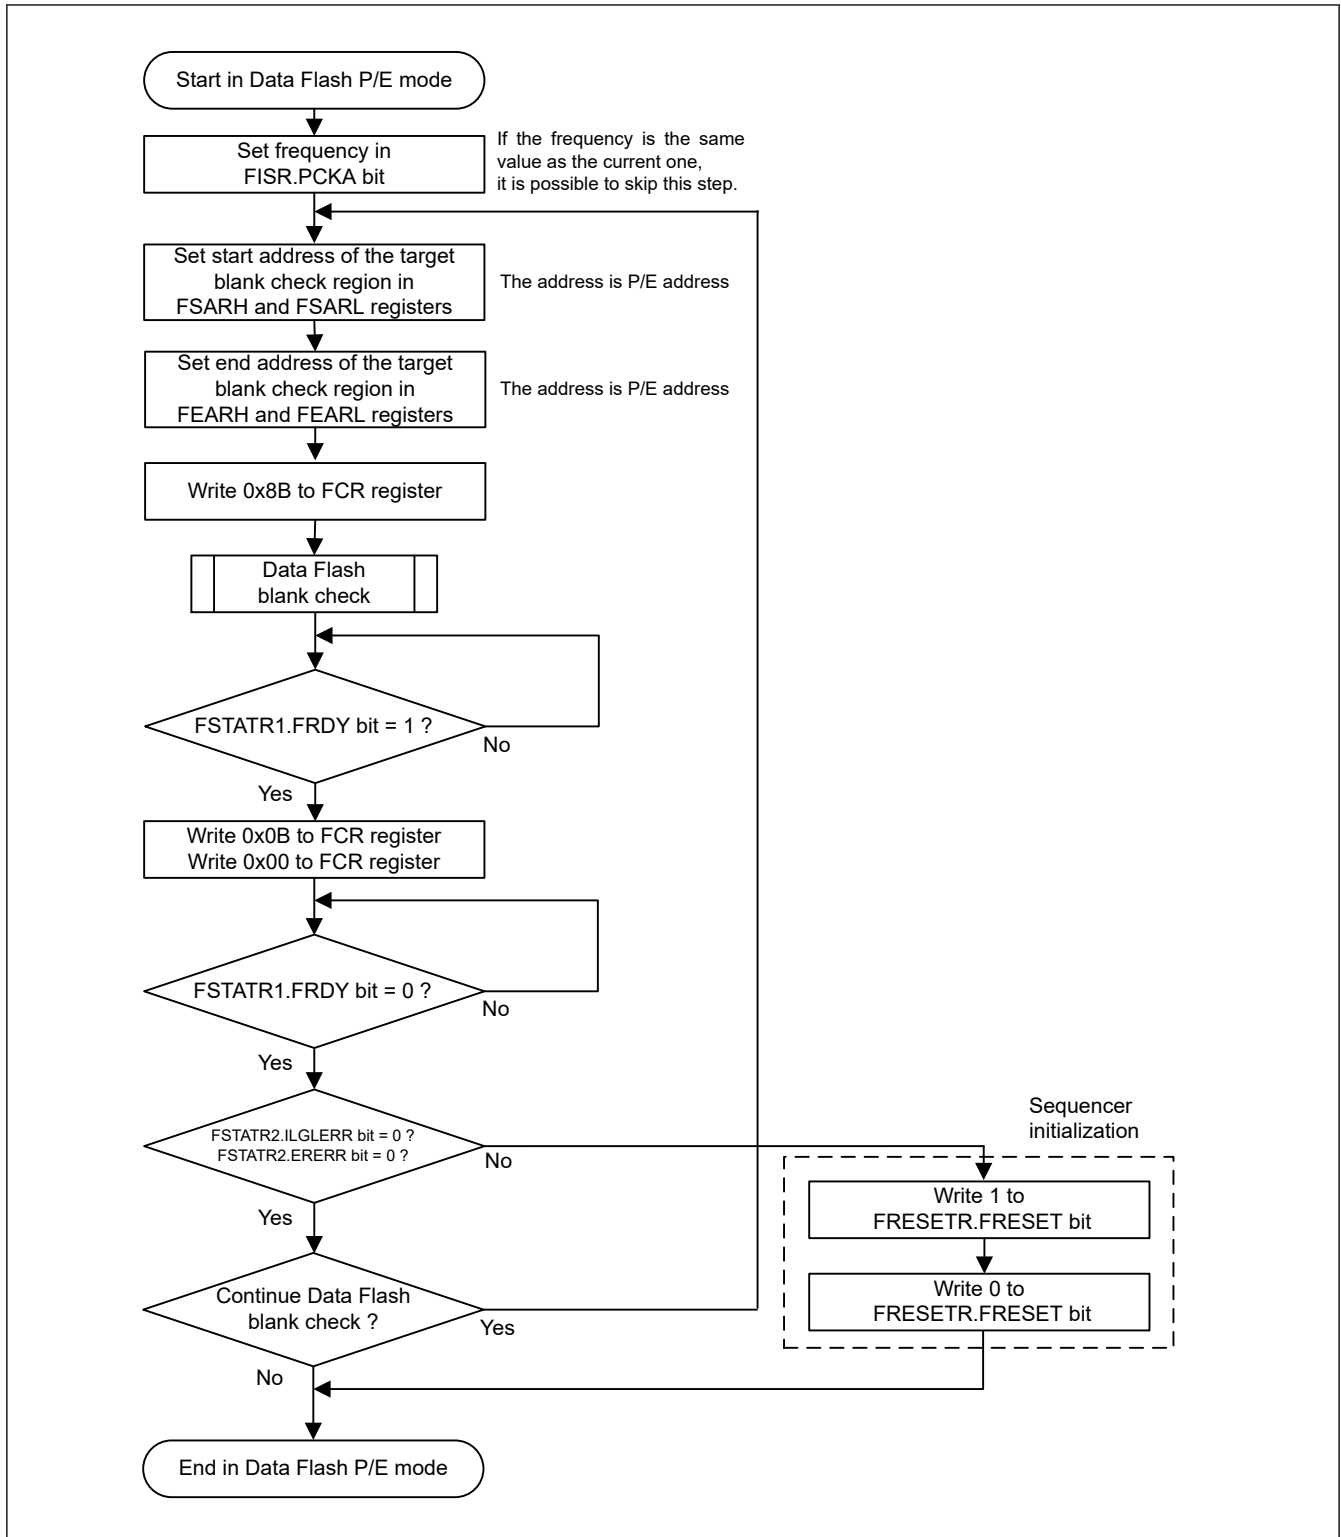 Start in Data Flash P/E mode
Set frequency in
FISR.PCKA bit
If the frequency is the same
value as the current one,
it is possible to skip this step.
Set start address of the target
blank check region in
FSARH and FSARL registers
The address is P/E address
Set end address of the target
blank check region in
FEARH and FEARL registers
The address is P/E address
Write 0x8B to FCR register
Data Flash
blank check
FSTATR1.FRDY bit = 1 ?
No
Yes
Write 0x0B to FCR register
Write 0x00 to FCR register
FSTATR1.FRDY bit = 0 ?
No
Yes
FSTATR2.ILGLERR bit = 0 ?
FSTATR2.ERERR bit = 0 ?
No
Yes
Sequencer
initialization
Write 1 to
FRESETR.FRESET bit
Write 0 to
FRESETR.FRESET bit
Continue Data Flash
blank check ?
Yes
No
End in Data Flash P/E mode